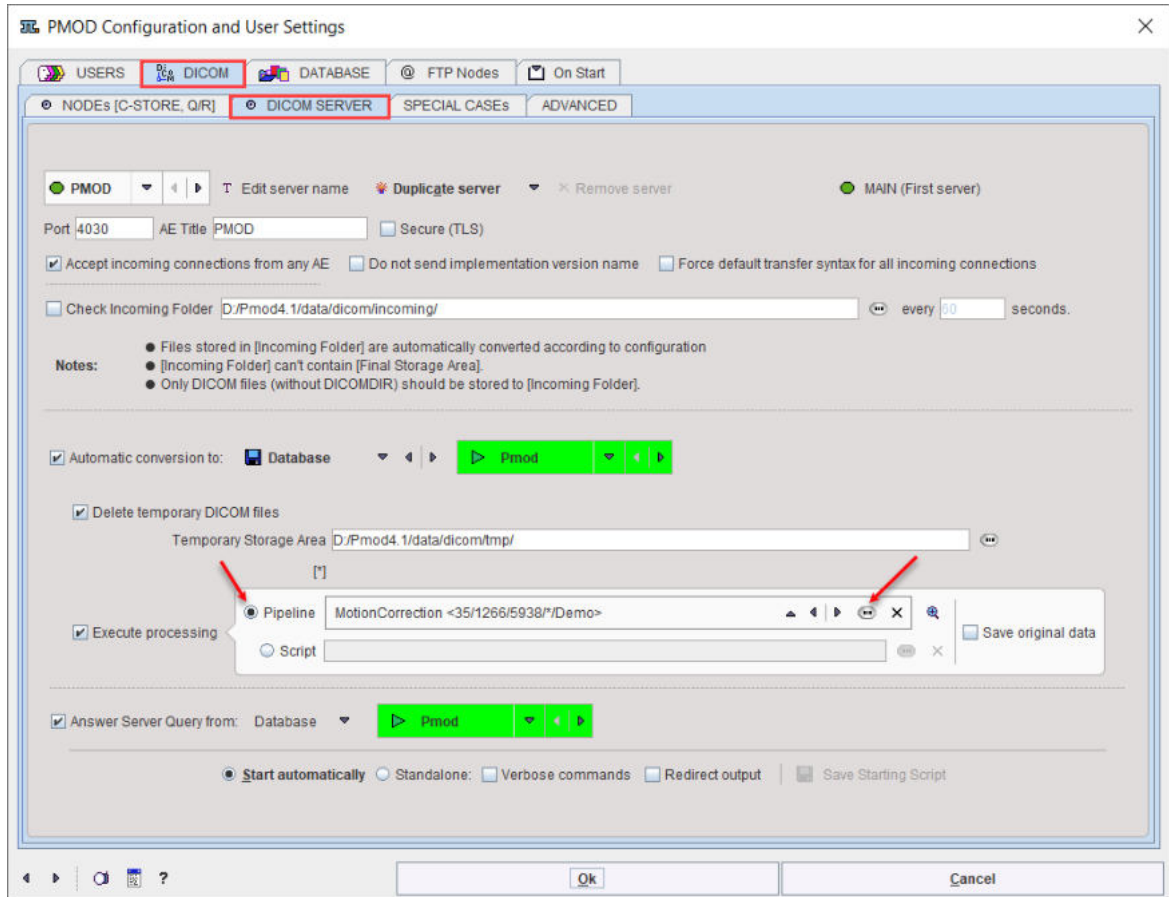 PMOD Configuration and User Settings
USERS DICOM DATABASE @ FTP Nodes On Start
NODEs [C-STORE, Q/R] DICOM SERVER SPECIAL CASEs ADVANCED
PMOD T Edit server name Duplicate server Remove server MAIN (First server)
Port 4030 AE Title PMOD Secure (TLS)
Accept incoming connections from any AE Do not send implementation version name Force default transfer syntax for all incoming connections
Check Incoming Folder D:/Pmod4.1/data/dicom/incoming/ every 60 seconds.
● Files stored in [Incoming Folder] are automatically converted according to configuration
Notes: ● [Incoming Folder] can't contain [Final Storage Area].
● Only DICOM files (without DICOMDIR) should be stored to [Incoming Folder].
Automatic conversion to: Database Pmod
Delete temporary DICOM files
Temporary Storage Area D:/Pmod4.1/data/dicom/tmp/
[*]
Pipeline MotionCorrection <35/1266/5938/*/Demo>
Execute processing Save original data
Script
Answer Server Query from: Database Pmod
Start automatically Standalone: Verbose commands Redirect output Save Starting Script
? Ok Cancel